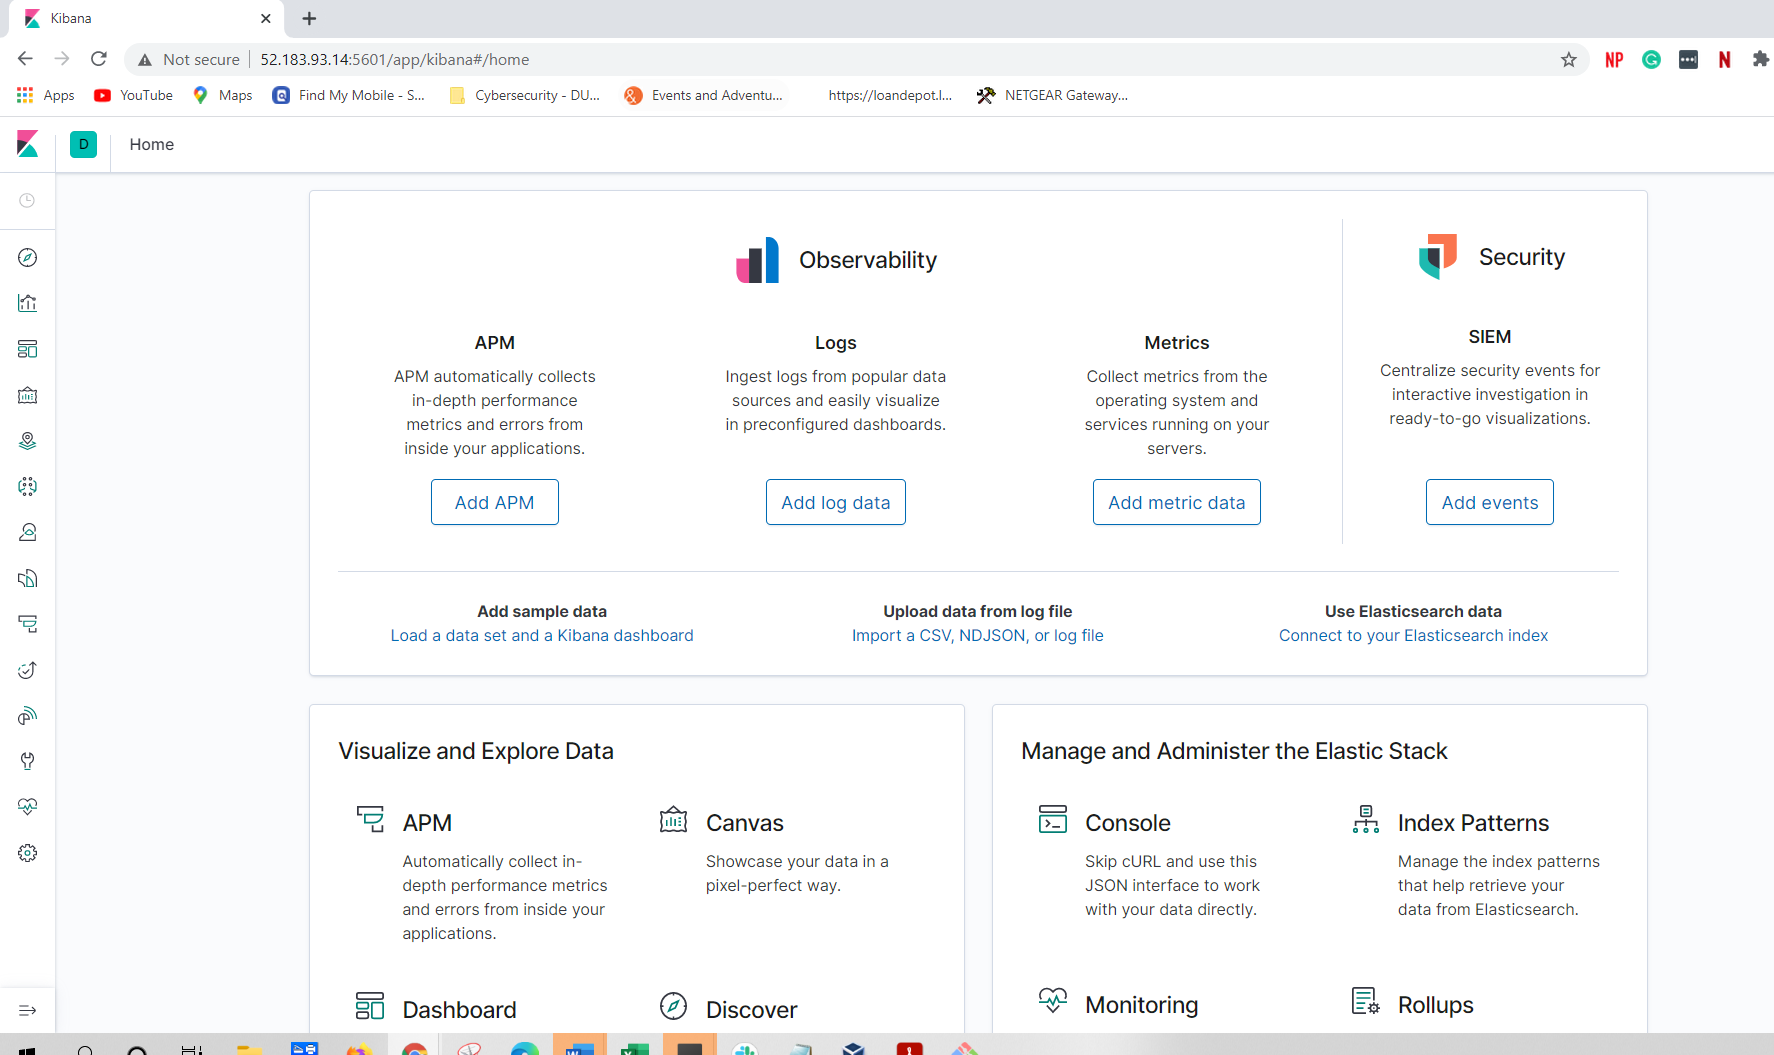 Kibana
Not secure
52.183.93.14:5601/app/kibana#/home
NP
G
N
Apps
YouTube
Maps
Find My Mobile - S...
Cybersecurity - DU...
Events and Adventu...
https://loandepot.l...
NETGEAR Gateway...
D
Home
Observability
Security
APM
APM automatically collects
in-depth performance
metrics and errors from
inside your applications.
Add APM
Logs
Ingest logs from popular data
sources and easily visualize
in preconfigured dashboards.
Add log data
Metrics
Collect metrics from the
operating system and
services running on your
servers.
Add metric data
SIEM
Centralize security events for
interactive investigation in
ready-to-go visualizations.
Add events
Add sample data
Load a data set and a Kibana dashboard
Upload data from log file
Import a CSV, NDJSON, or log file
Use Elasticsearch data
Connect to your Elasticsearch index
Visualize and Explore Data
APM
Automatically collect in-
depth performance metrics
and errors from inside your
applications.
Canvas
Showcase your data in a
pixel-perfect way.
Dashboard
Discover
Manage and Administer the Elastic Stack
Console
Skip cURL and use this
JSON interface to work
with your data directly.
Index Patterns
Manage the index patterns
that help retrieve your
data from Elasticsearch.
Monitoring
Rollups